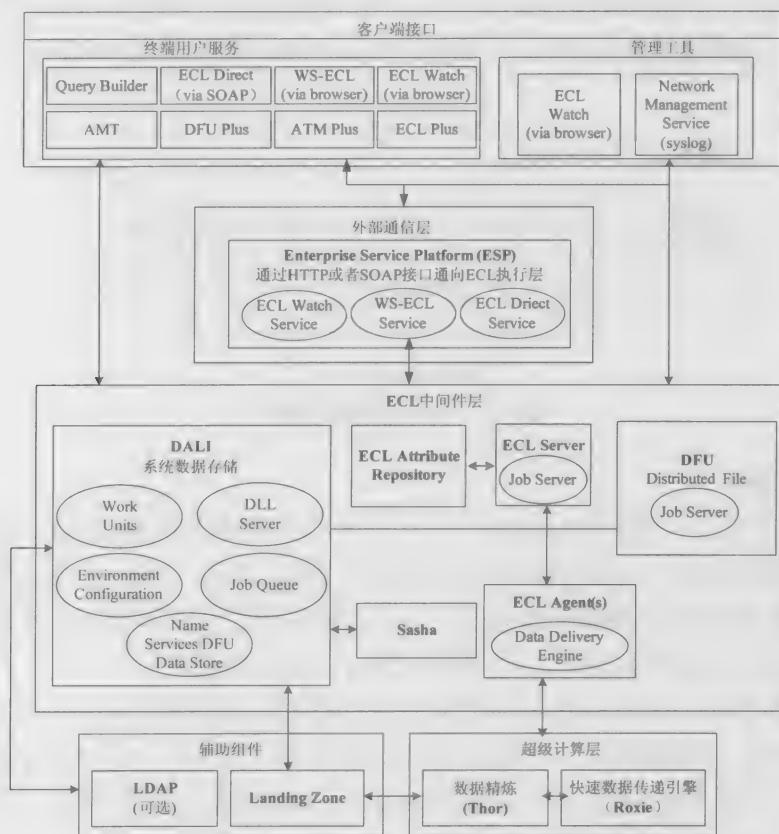 客户端接口
终端用户服务
管理工具
Query Builder
ECL Direct
（via SOAP）
WS-ECL
(via browser)
ECL Watch
(via browser)
AMT
DFU Plus
ATM Plus
ECL Plus
ECL
Watch
(via browser)
Network
Management
Service
(syslog)
外部通信层
Enterprise Service Platform (ESP)
通过HTTP或者SOAP接口通向ECL执行层
ECL Watch
Service
WS-ECL
Service
ECL Driect
Service
ECL中间件层
DALI
系统数据存储
Work
Units
DLL
Server
Environment
Configuration
Job Queue
Name
Services DFU
Data Store
ECL Attribute
Repository
ECL Server
Job Server
DFU
Distributed File
Job Server
Sasha
ECL Agent(s)
Data Delivery
Engine
辅助组件
LDAP
(可选)
Landing Zone
超级计算层
数据精炼
(Thor)
快速数据传递引擎
（Roxie）